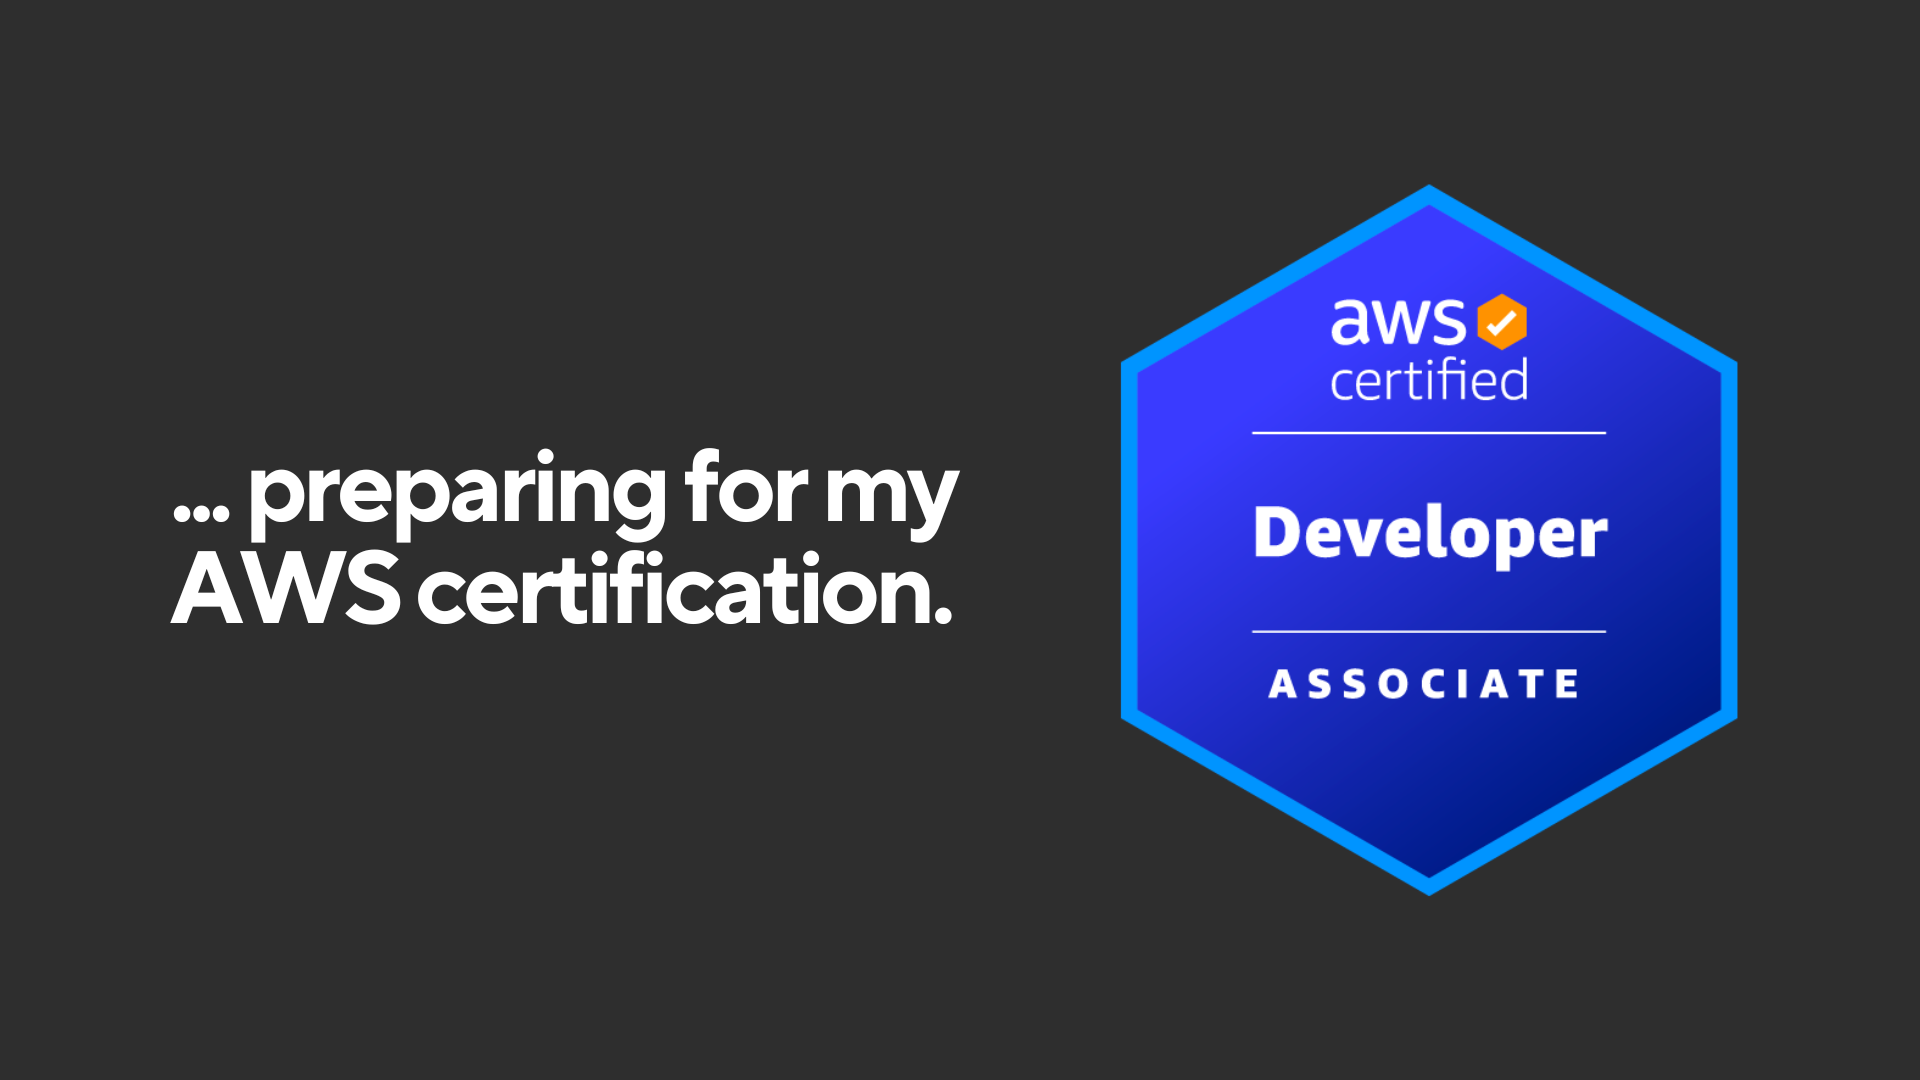 ... preparing for my
AWS certification.
aws
certified
Developer
ASSOCIATE